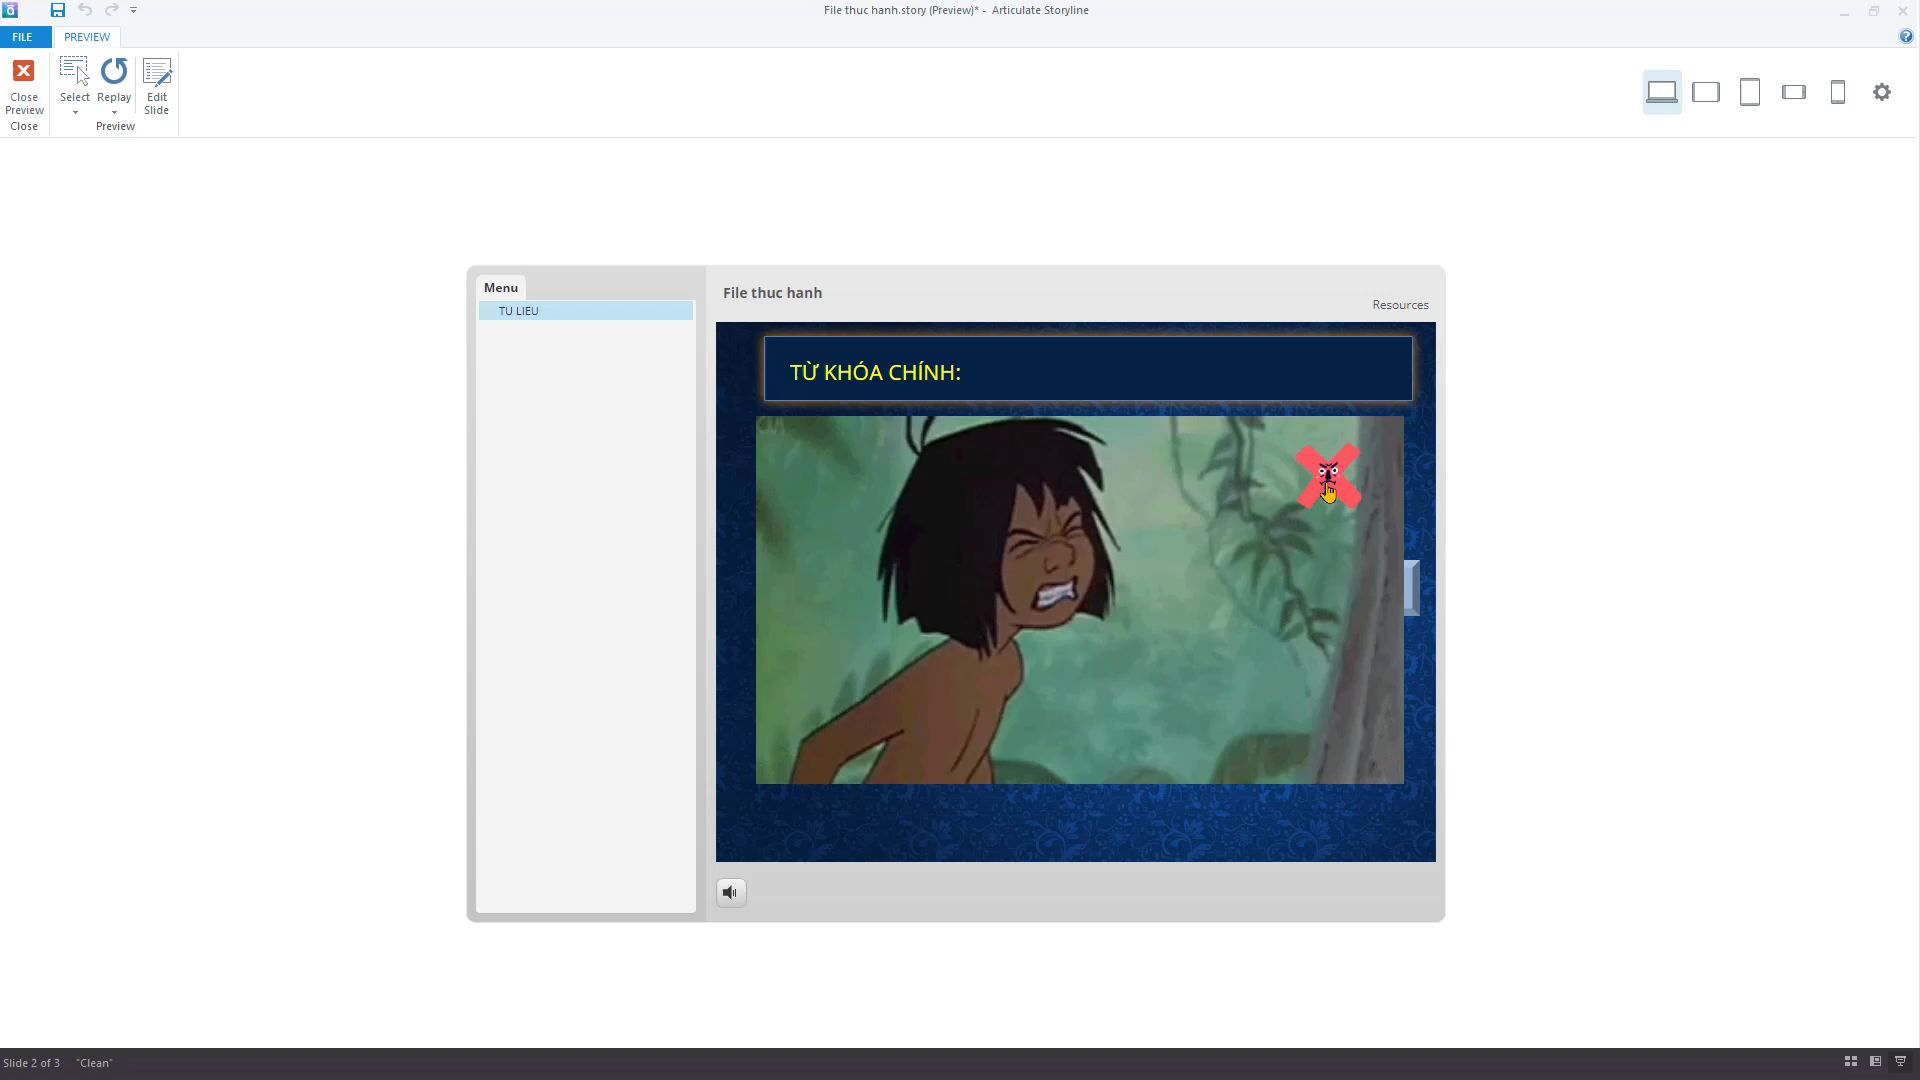 File thuc hanh.story (Preview)* - Articulate Storyline
FILE
PREVIEW
Close Preview
Select
Replay
Edit Slide
Close
Preview
Menu
TU LIEU
File thuc hanh
Resources
TỪ KHÓA CHÍNH:
Slide 2 of 3
"Clean"